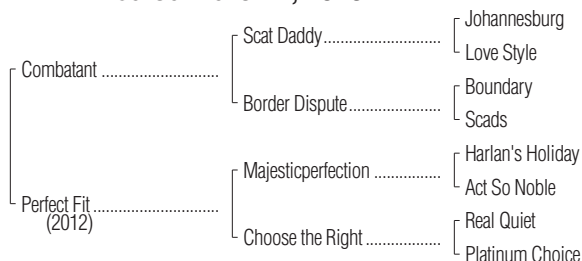 Johannesburg
Scat Daddy
Love Style
Combatant
Boundary
Border Dispute
Scads
Harlan's Holiday
Majesticperfection
Act So Noble
Perfect Fit
(2012)
Real Quiet
Choose the Right
Platinum Choice